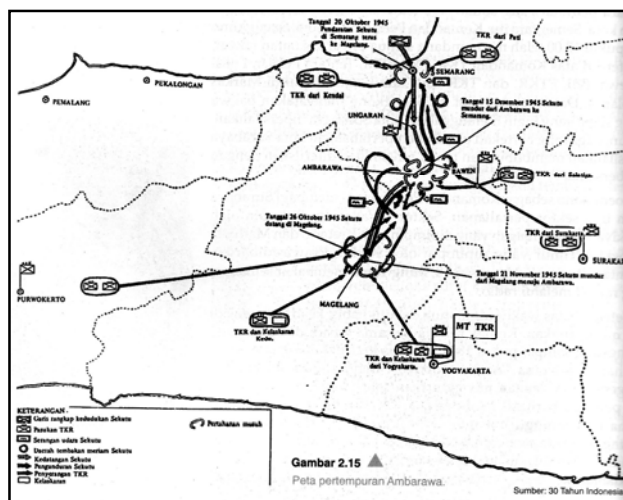 Tanggal 20 Oktober 1945
Pendaratan Sekutu
di Semarang terus
ke Magelang.
TKR dari Pati
SEMARANG
PEKALONGAN
TKR dari Kendal
PEMALANG
UNGARAN
Tanggal 15 Desember 1945 Sekutu
mundur dari Ambarawa ke
Semarang.
AMBARAWA
BAWEN
TKR dari Salatiga.
Tanggal 26 Oktober 1945 Sekutu
datang di Magelang.
TKR dari Surakarta
SURAKAR
Tanggal 21 November 1945 Sekutu mundur
dari Magelang menuju Ambarawa.
PURWOKERTO
MAGELANG
TKR dan Kelaskaran
Kedu.
MT TKR
TKR dan Kelaskaran
dari Yogyakarta.
YOGYAKARTA
KETERANGAN
Garis rangkap kedudukan Sekutu
Pasukan TKR
Serangan udara Sekutu
Daerah tembakan meriam Sekutu
Kedatangan Sekutu
Pengunduran Sekutu
Penyerangan TKR
Kelaskaran
Pertahanan musuh
Gambar 2.15
Peta pertempuran Ambarawa.
Sumber: 30 Tahun Indonesia